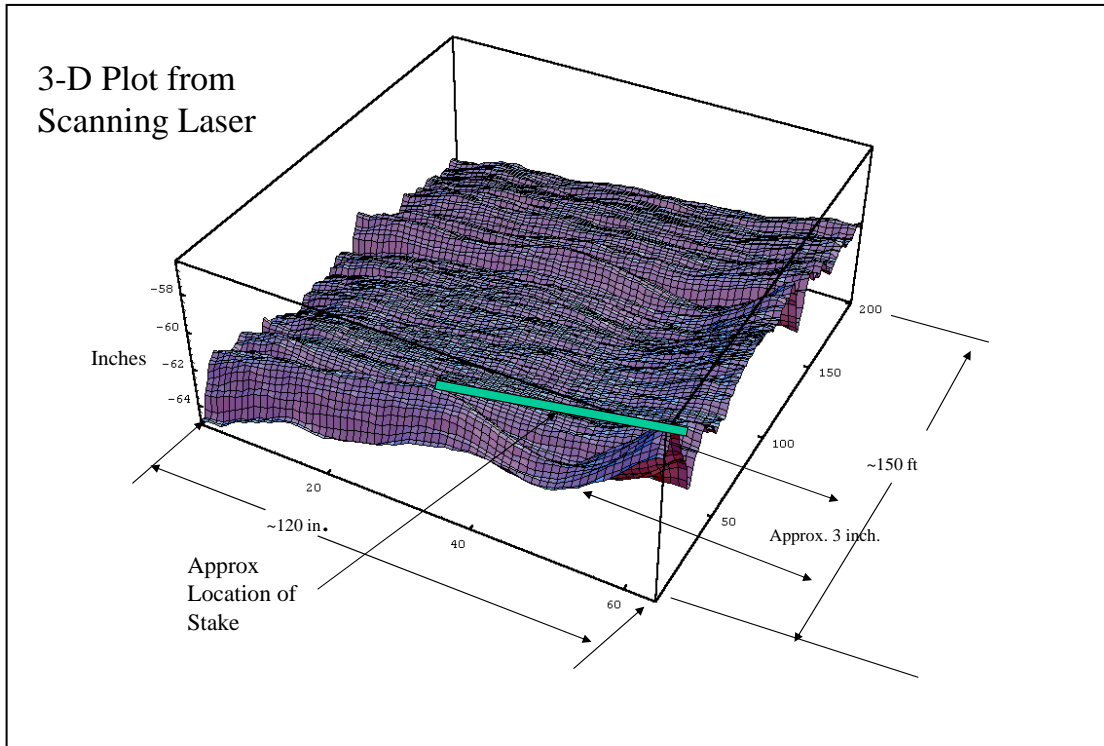 3-D Plot from
Scanning Laser
-58
-60
Inches
-62
-64
200
150
100
50
~150 ft
20
40
60
~120 in.
Approx. 3 inch.
Approx
Location of
Stake